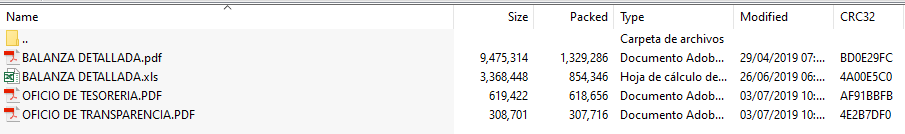 Name Size Packed Type Modified CRC32
.. Carpeta de archivos
BALANZA DETALLADA.pdf 9,475,314 1,329,286 Documento Adob... 29/04/2019 07:... BD0E29FC
BALANZA DETALLADA.xls 3,368,448 854,346 Hoja de cálculo de... 26/06/2019 06:... 4A00E5C0
OFICIO DE TESORERIA.PDF 619,422 618,656 Documento Adob... 03/07/2019 10:... AF91BBFB
OFICIO DE TRANSPARENCIA.PDF 308,701 307,716 Documento Adob... 03/07/2019 10:... 4E2B7DF0